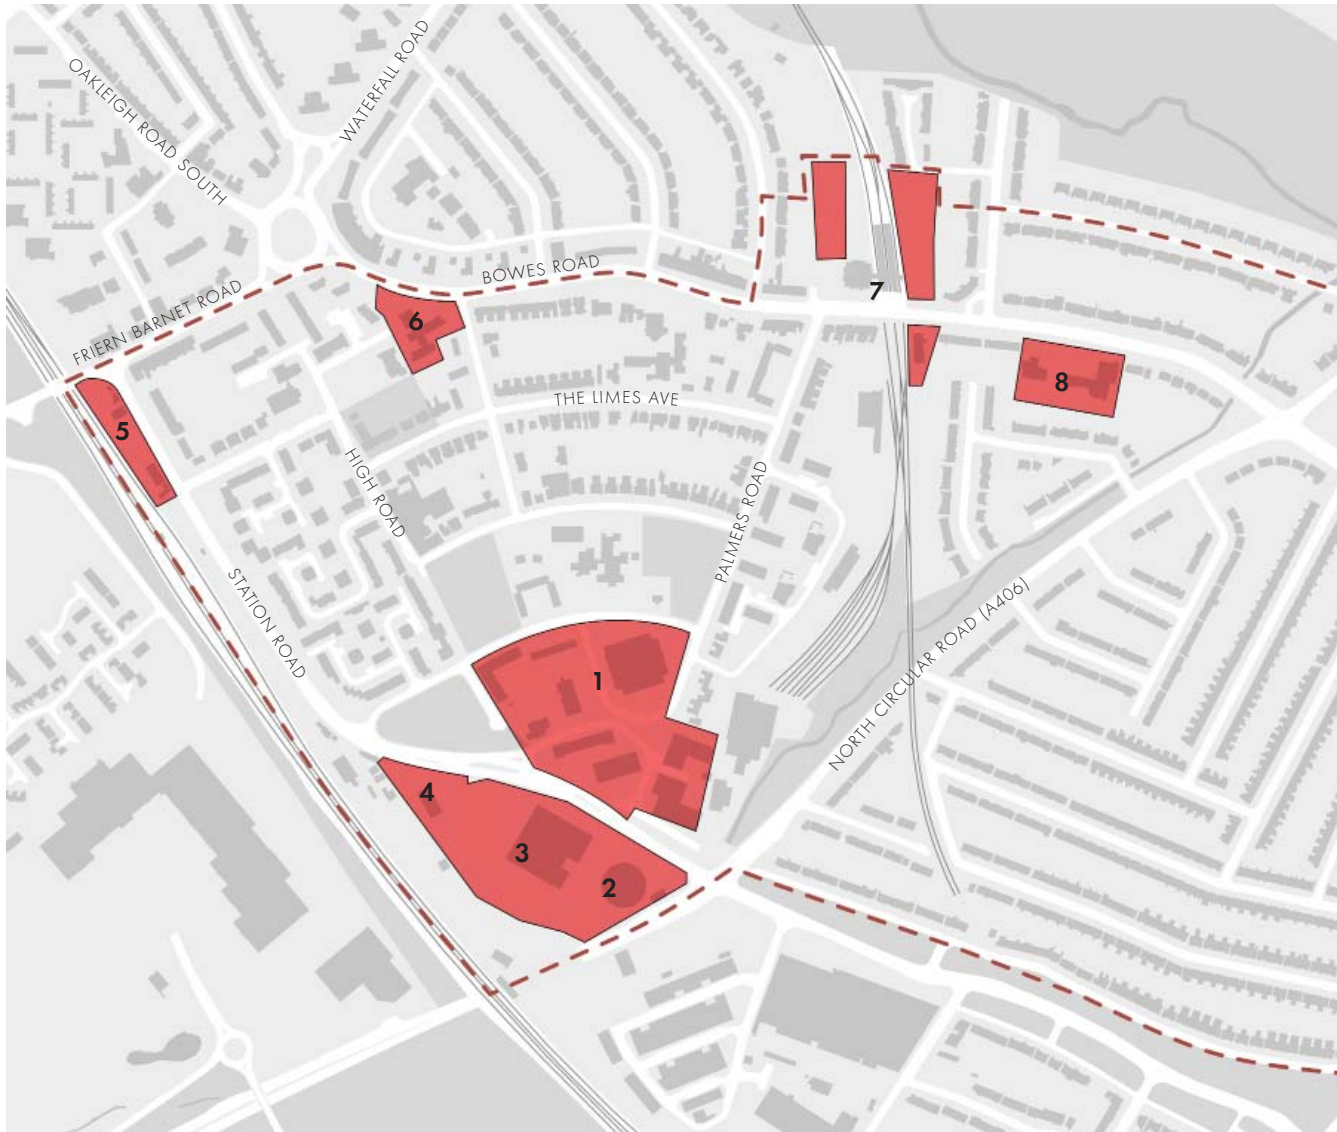 WATERFALL ROAD
OAKLEIGH ROAD SOUTH
BOWES ROAD
FRIERN BARNET ROAD
7
6
8
THE LIMES AVE
5
HIGH ROAD
PALMERS ROAD
STATION ROAD
NORTH CIRCULAR ROAD (A406)
1
4
3
2